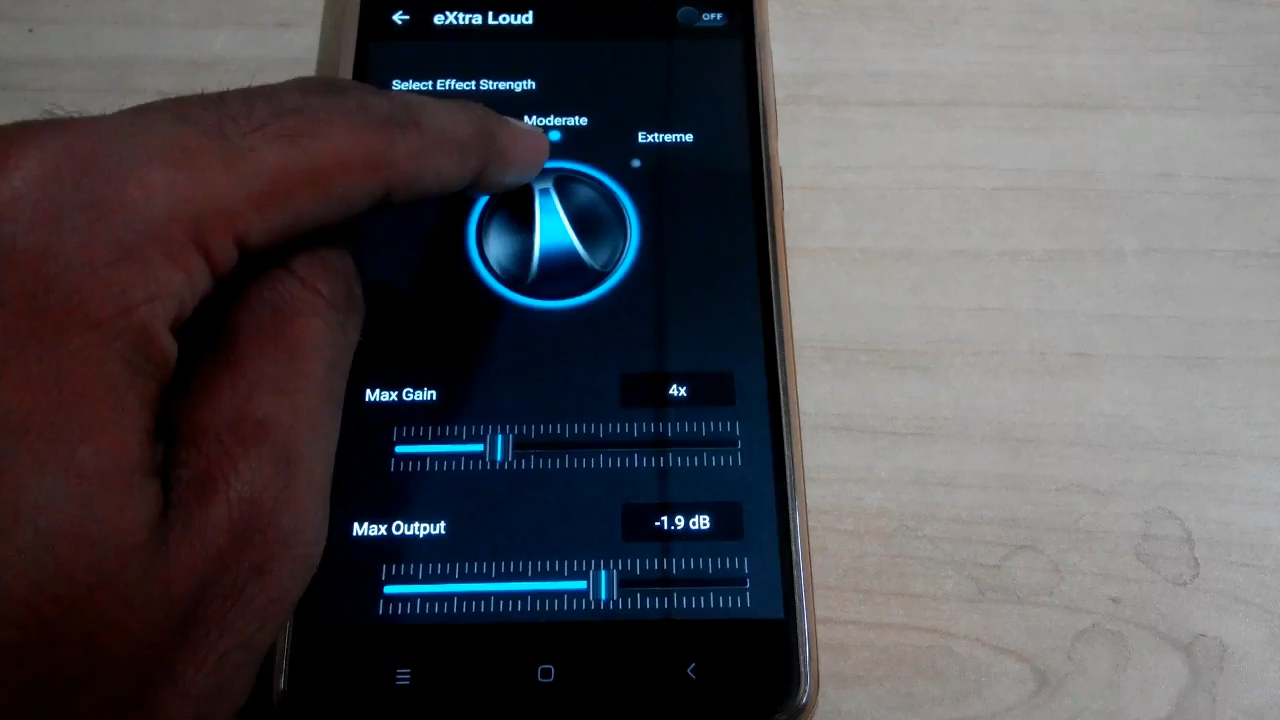 eXtra Loud
OFF
Select Effect Strength
Moderate
Extreme
Max Gain
4x
Max Output
-1.9 dB